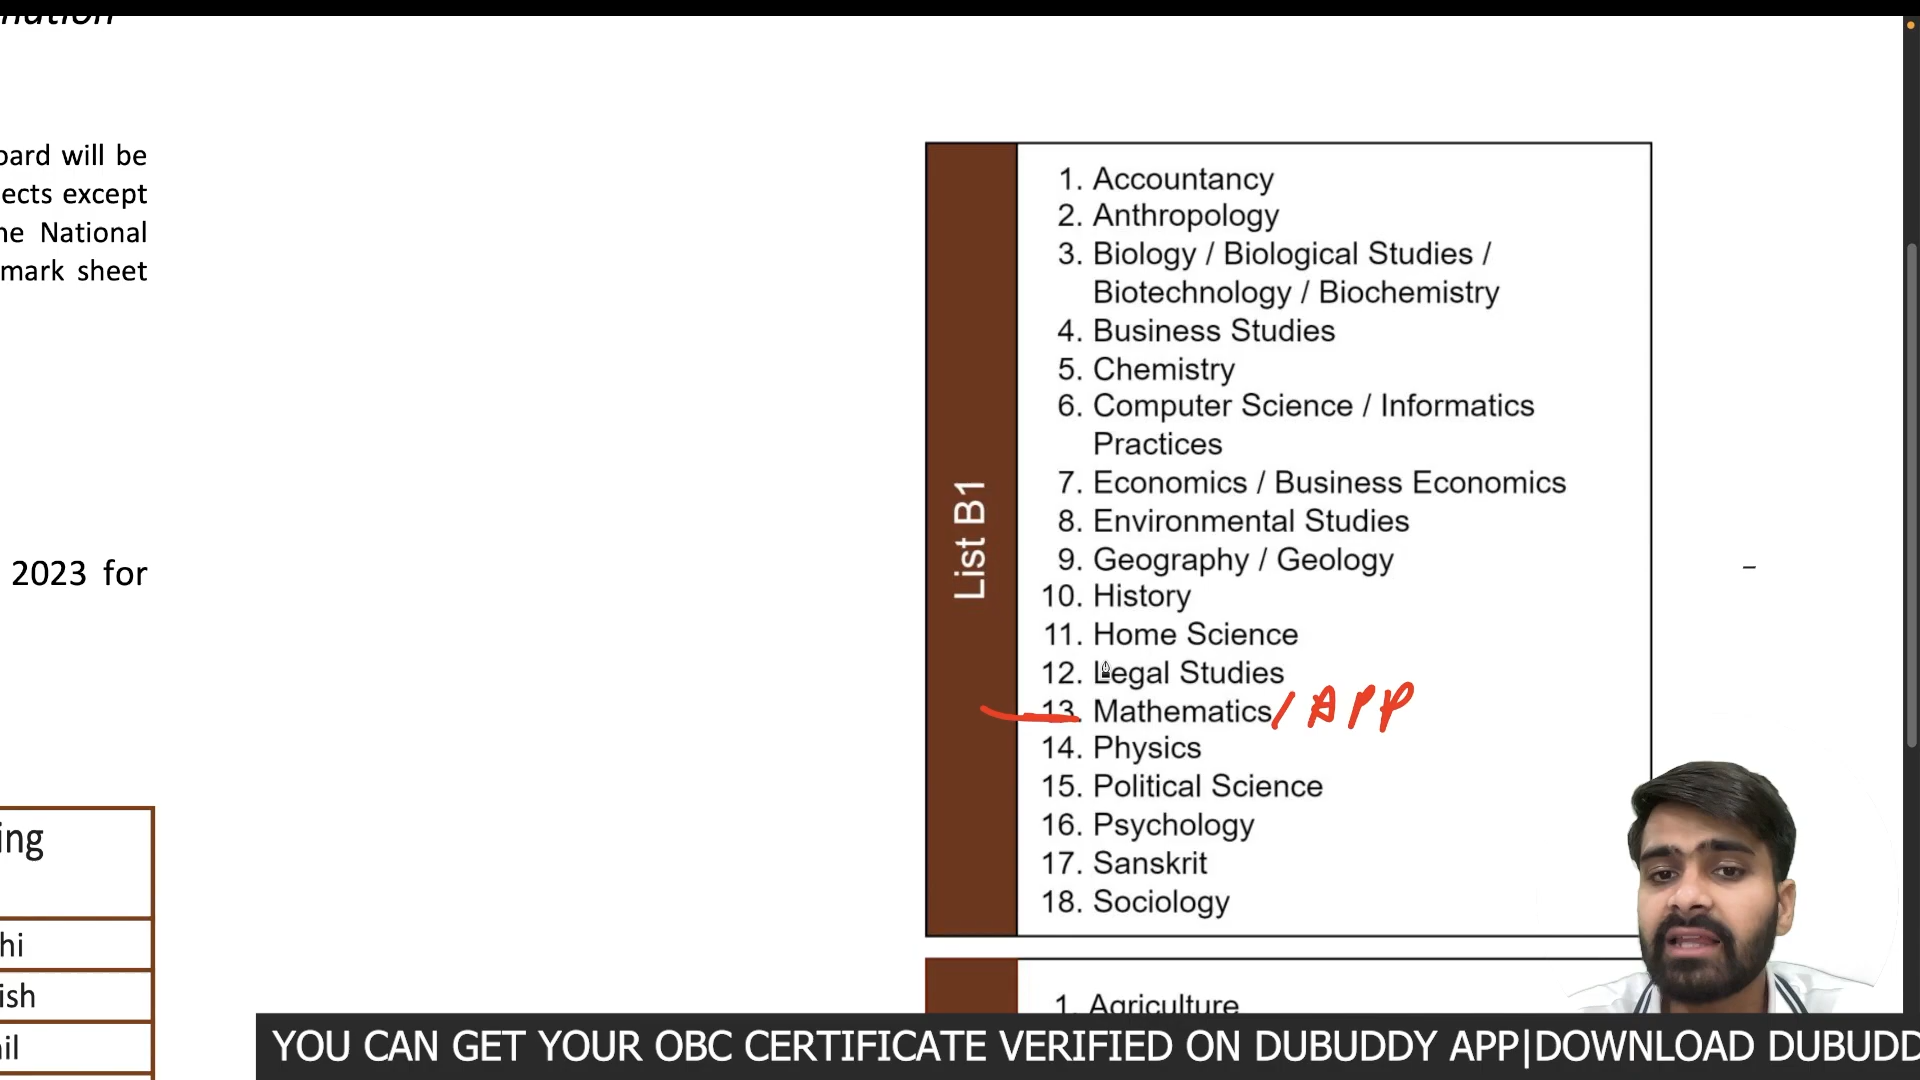 oard will be
ects except
he National
mark sheet
2023 for
ing
hi
ish
il
List B1
1. Accountancy
2. Anthropology
3. Biology / Biological Studies /
Biotechnology / Biochemistry
4. Business Studies
5. Chemistry
6. Computer Science / Informatics
Practices
7. Economics / Business Economics
8. Environmental Studies
9. Geography / Geology
10. History
11. Home Science
12. Legal Studies
13. Mathematics / APP
14. Physics
15. Political Science
16. Psychology
17. Sanskrit
18. Sociology
1. Agriculture
YOU CAN GET YOUR OBC CERTIFICATE VERIFIED ON DUBUDDY APP|DOWNLOAD DUBUDD